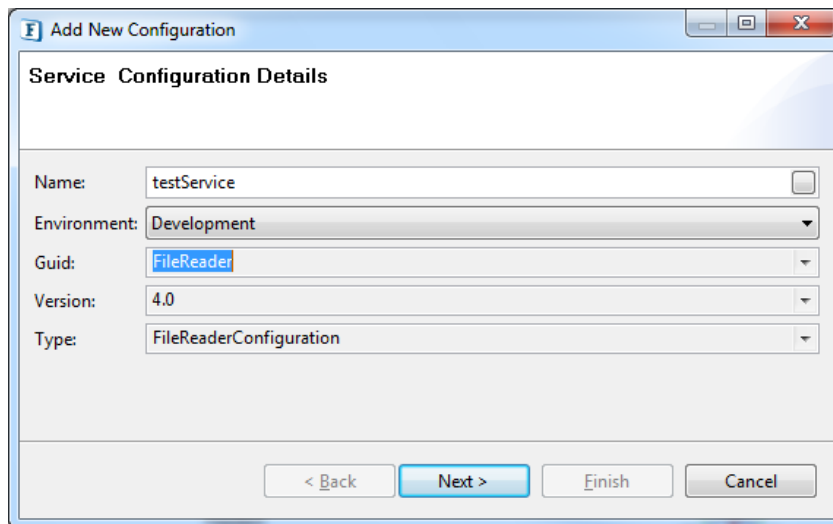 Add New Configuration
Service Configuration Details
Name: testService
Environment: Development
Guid: FileReader
Version: 4.0
Type: FileReaderConfiguration
< Back Next > Finish Cancel